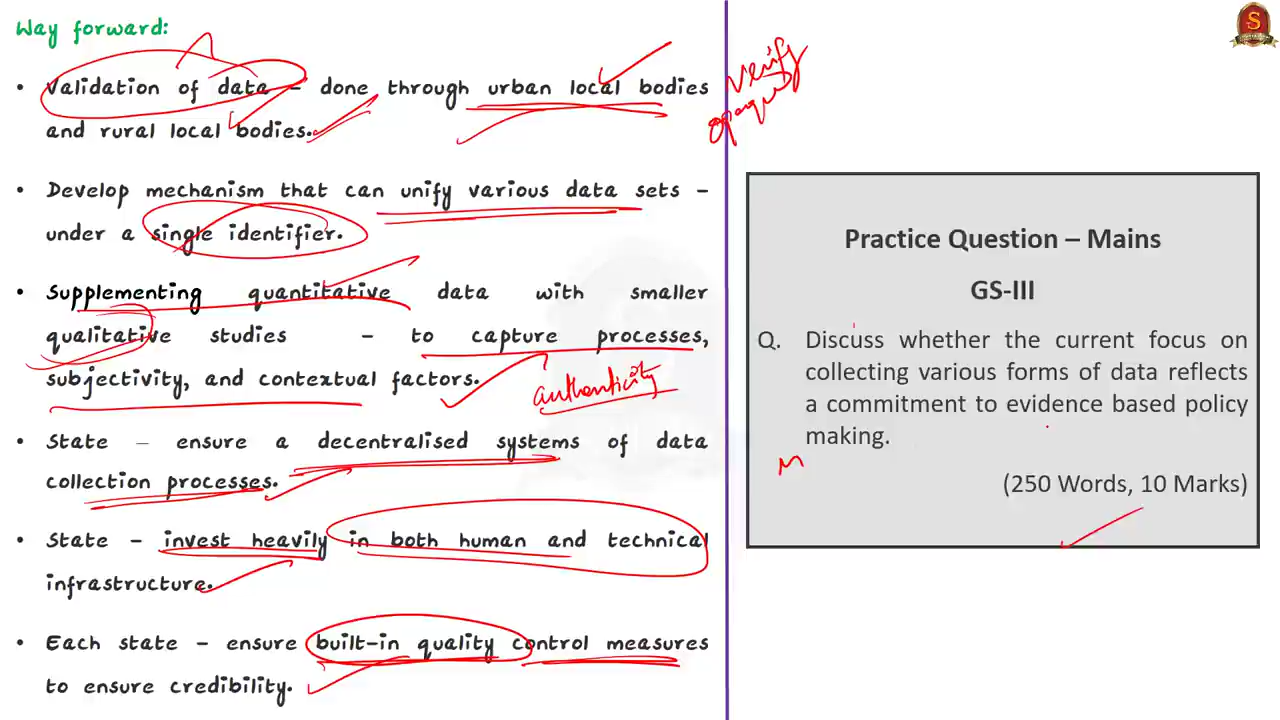 Way forward:
• Validation of data – done through urban local bodies
and rural local bodies.
• Develop mechanism that can unify various data sets –
under a single identifier.
• Supplementing quantitative data with smaller
qualitative studies – to capture processes,
subjectivity, and contextual factors.
authenticity
• State – ensure a decentralised systems of data
collection processes.
• State – invest heavily in both human and technical
infrastructure.
• Each state – ensure built-in quality control measures
to ensure credibility.
verify
Practice Question – Mains
GS-III
Q. Discuss whether the current focus on
collecting various forms of data reflects
a commitment to evidence based policy
making.
(250 Words, 10 Marks)
S